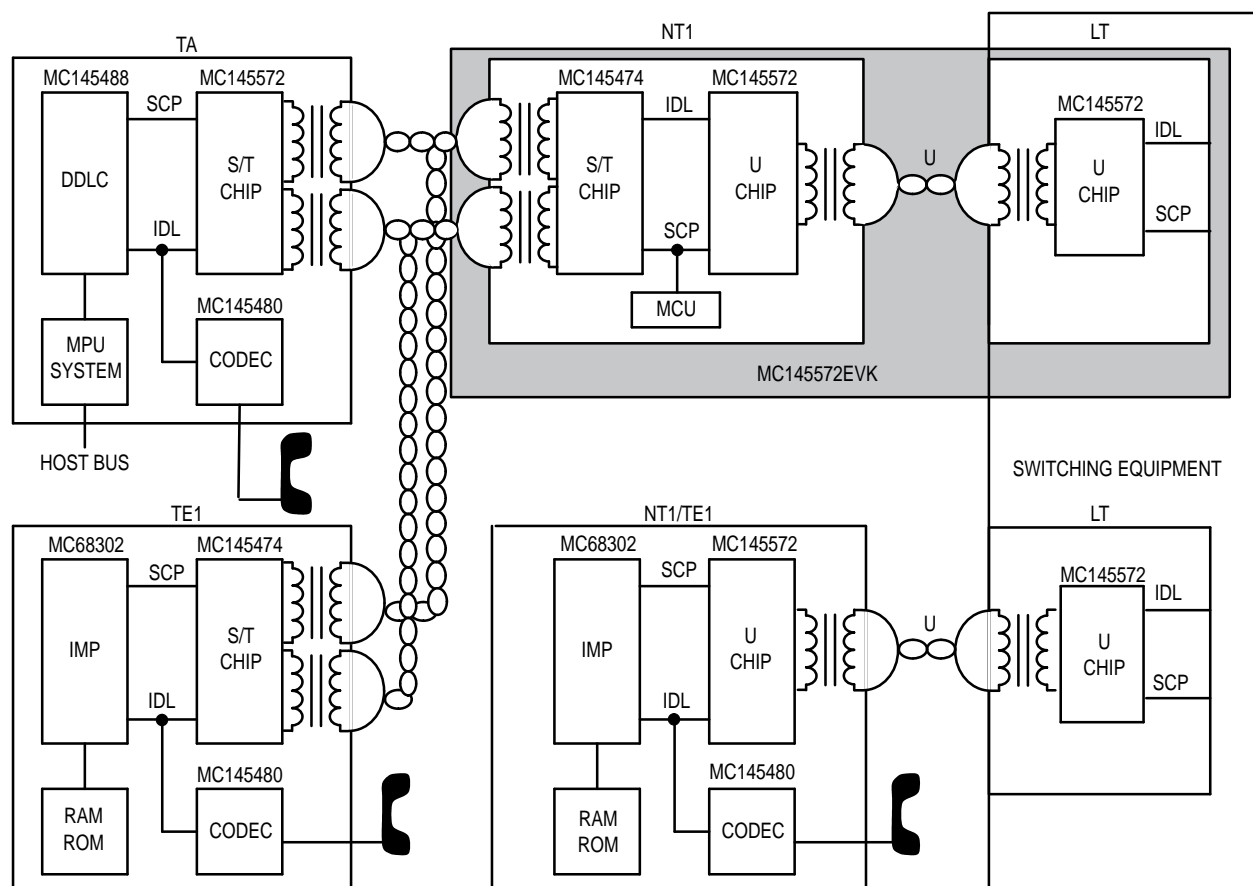 TA
MC145488
MC145572
SCP
DDLC
S/T
CHIP
IDL
MC145480
MPU
SYSTEM
CODEC
HOST BUS
NT1
MC145474
MC145572
IDL
S/T
CHIP
U
CHIP
SCP
MCU
MC145572EVK
U
LT
MC145572
IDL
U
CHIP
SCP
SWITCHING EQUIPMENT
TE1
MC68302
MC145474
SCP
IMP
S/T
CHIP
IDL
MC145480
RAM
ROM
CODEC
NT1/TE1
MC68302
MC145572
SCP
IMP
U
CHIP
IDL
MC145480
RAM
ROM
CODEC
U
LT
MC145572
IDL
U
CHIP
SCP